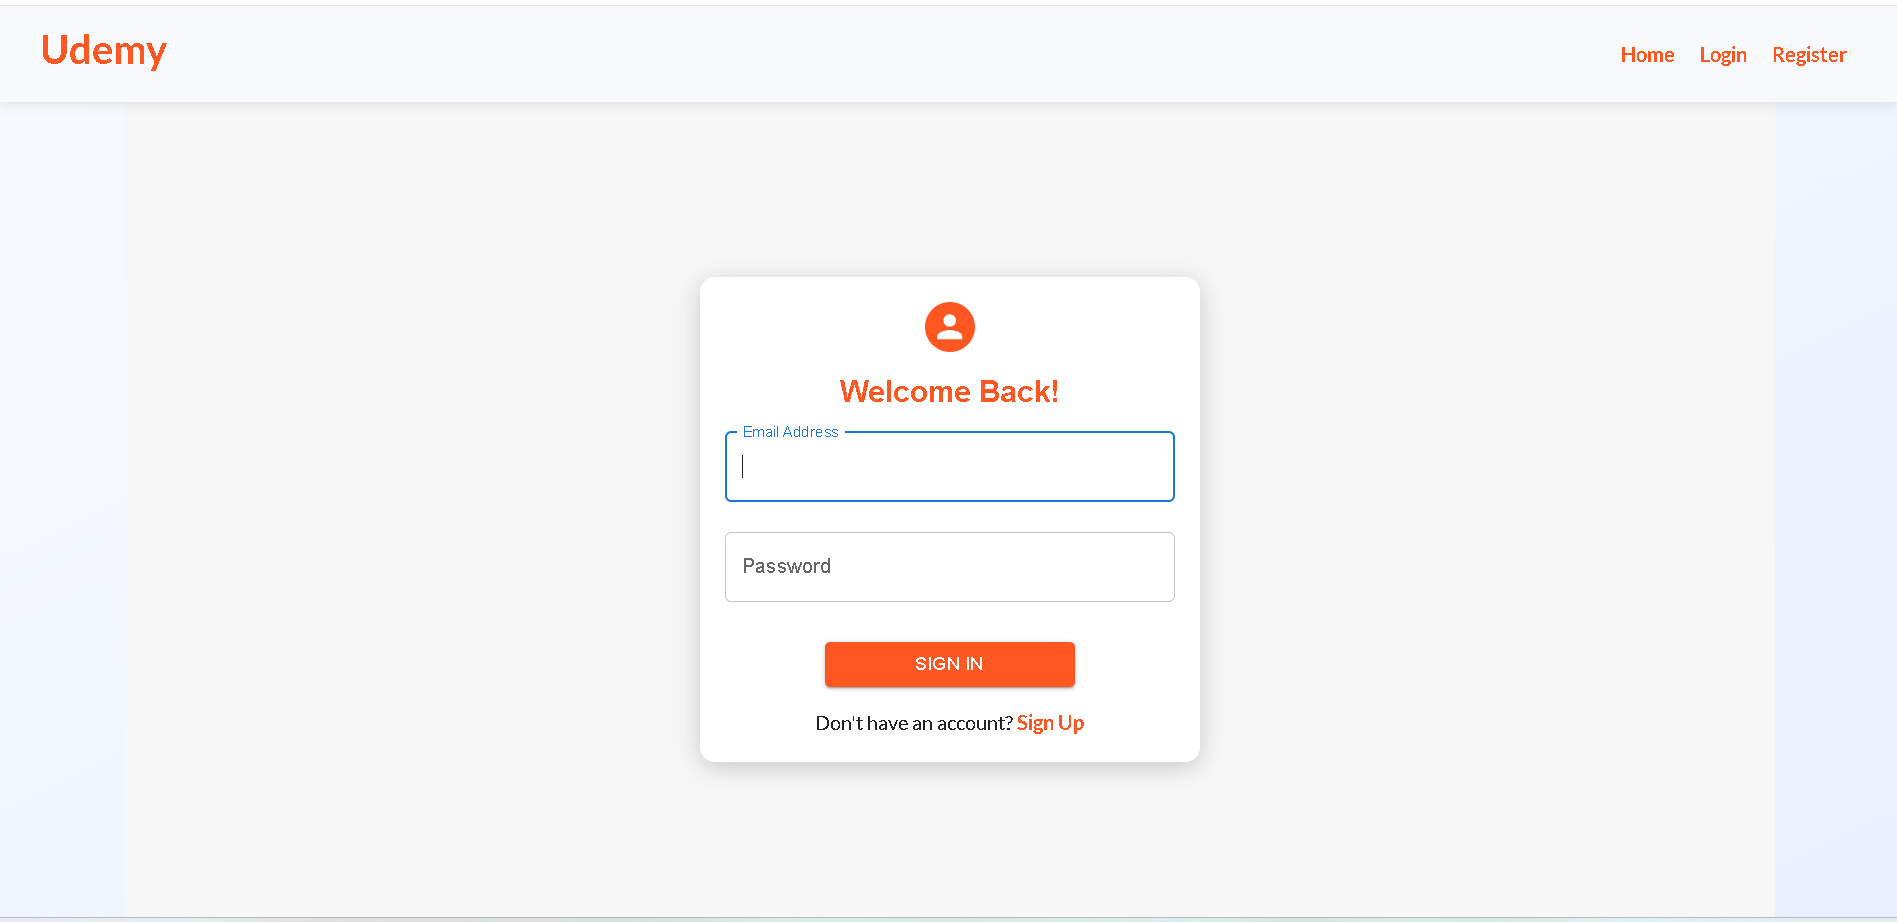 Udemy
Home Login Register
Welcome Back!
Email Address
Password
SIGN IN
Don't have an account? Sign Up